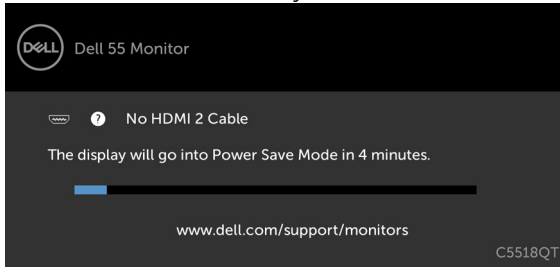 DELL
Dell 55 Monitor
? No HDMI 2 Cable
The display will go into Power Save Mode in 4 minutes.
www.dell.com/support/monitors
C5518QT